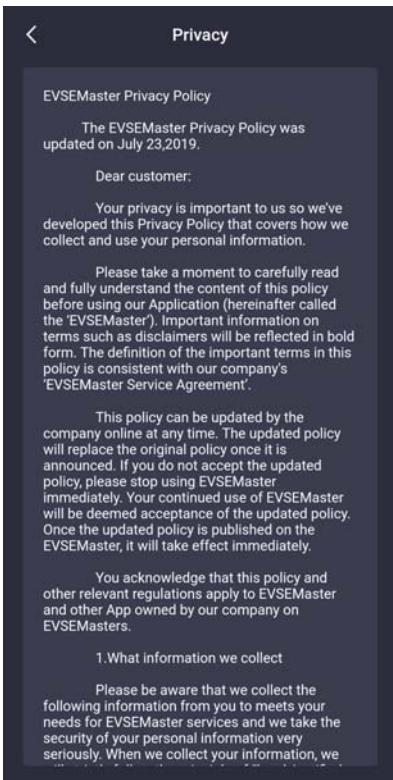 Privacy
EVSEMaster Privacy Policy
The EVSEMaster Privacy Policy was
updated on July 23,2019.
Dear customer:
Your privacy is important to us so we've
developed this Privacy Policy that covers how we
collect and use your personal information.
Please take a moment to carefully read
and fully understand the content of this policy
before using our Application (hereinafter called
the 'EVSEMaster'). Important information on
terms such as disclaimers will be reflected in bold
form. The definition of the important terms in this
policy is consistent with our company's
'EVSEMaster Service Agreement'.
This policy can be updated by the
company online at any time. The updated policy
will replace the original policy once it is
announced. If you do not accept the updated
policy, please stop using EVSEMaster
immediately. Your continued use of EVSEMaster
will be deemed acceptance of the updated policy.
Once the updated policy is published on the
EVSEMaster, it will take effect immediately.
You acknowledge that this policy and
other relevant regulations apply to EVSEMaster
and other App owned by our company on
EVSEMasters.
1.What information we collect
Please be aware that we collect the
following information from you to meets your
needs for EVSEMaster services and we take the
security of your personal information very
seriously. When we collect your information, we